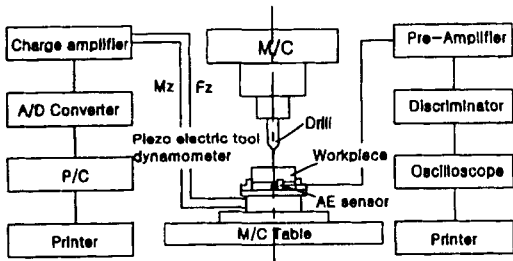 Charge amplifier
A/D Converter
P/C
Printer
Mz
Fz
Piezo electric tool
dynamometer
M/C
Drill
Workpiece
AE sensor
M/C Table
Pre-Amplifier
Discriminator
Oscilloscope
Printer